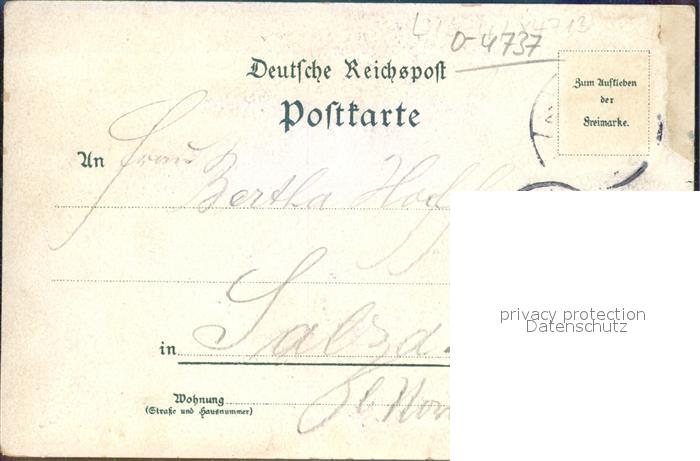 0-4737
Deutsche Reichspost
Postkarte
Zum Aufkleben
der
Freimarke.
An Frau
Bertha
privacy protection
Datenschutz
in Salza
Wohnung
(Straße und Hausnummer)